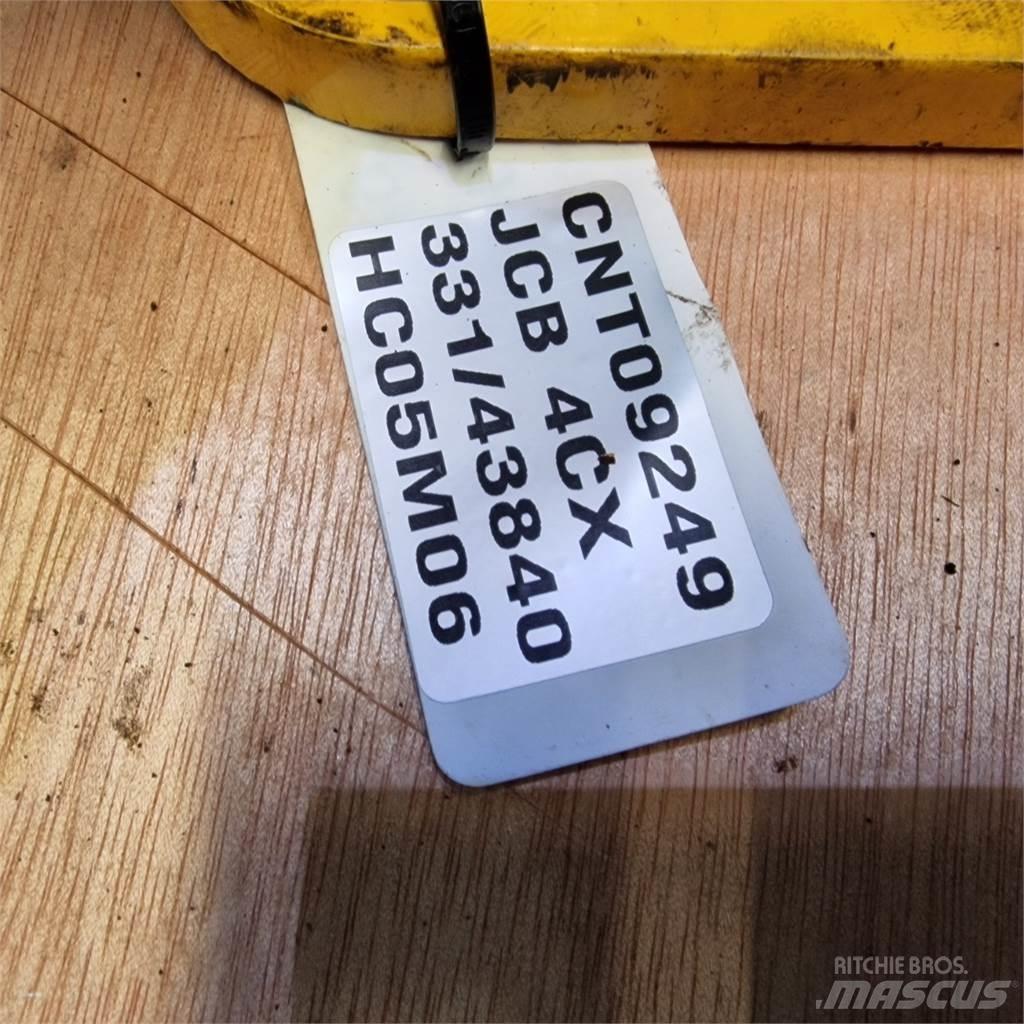 CNT09249
JCB 4CX
331/43840
HC05M06
RITCHIE BROS.
MASCUS